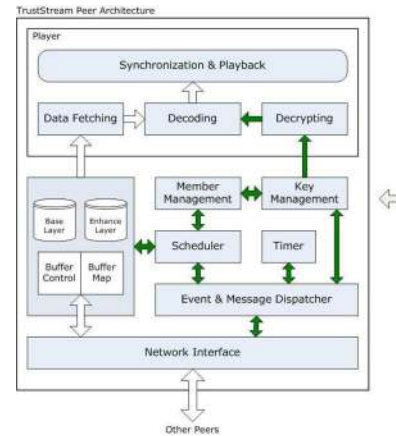 TrustStream Peer Architecture
Player
Synchronization & Playback
Data Fetching
Decoding
Decrypting
Member
Management
Key
Management
Base
Layer
Enhance
Layer
Scheduler
Timer
Buffer
Control
Buffer
Map
Event & Message Dispatcher
Network Interface
Other Peers